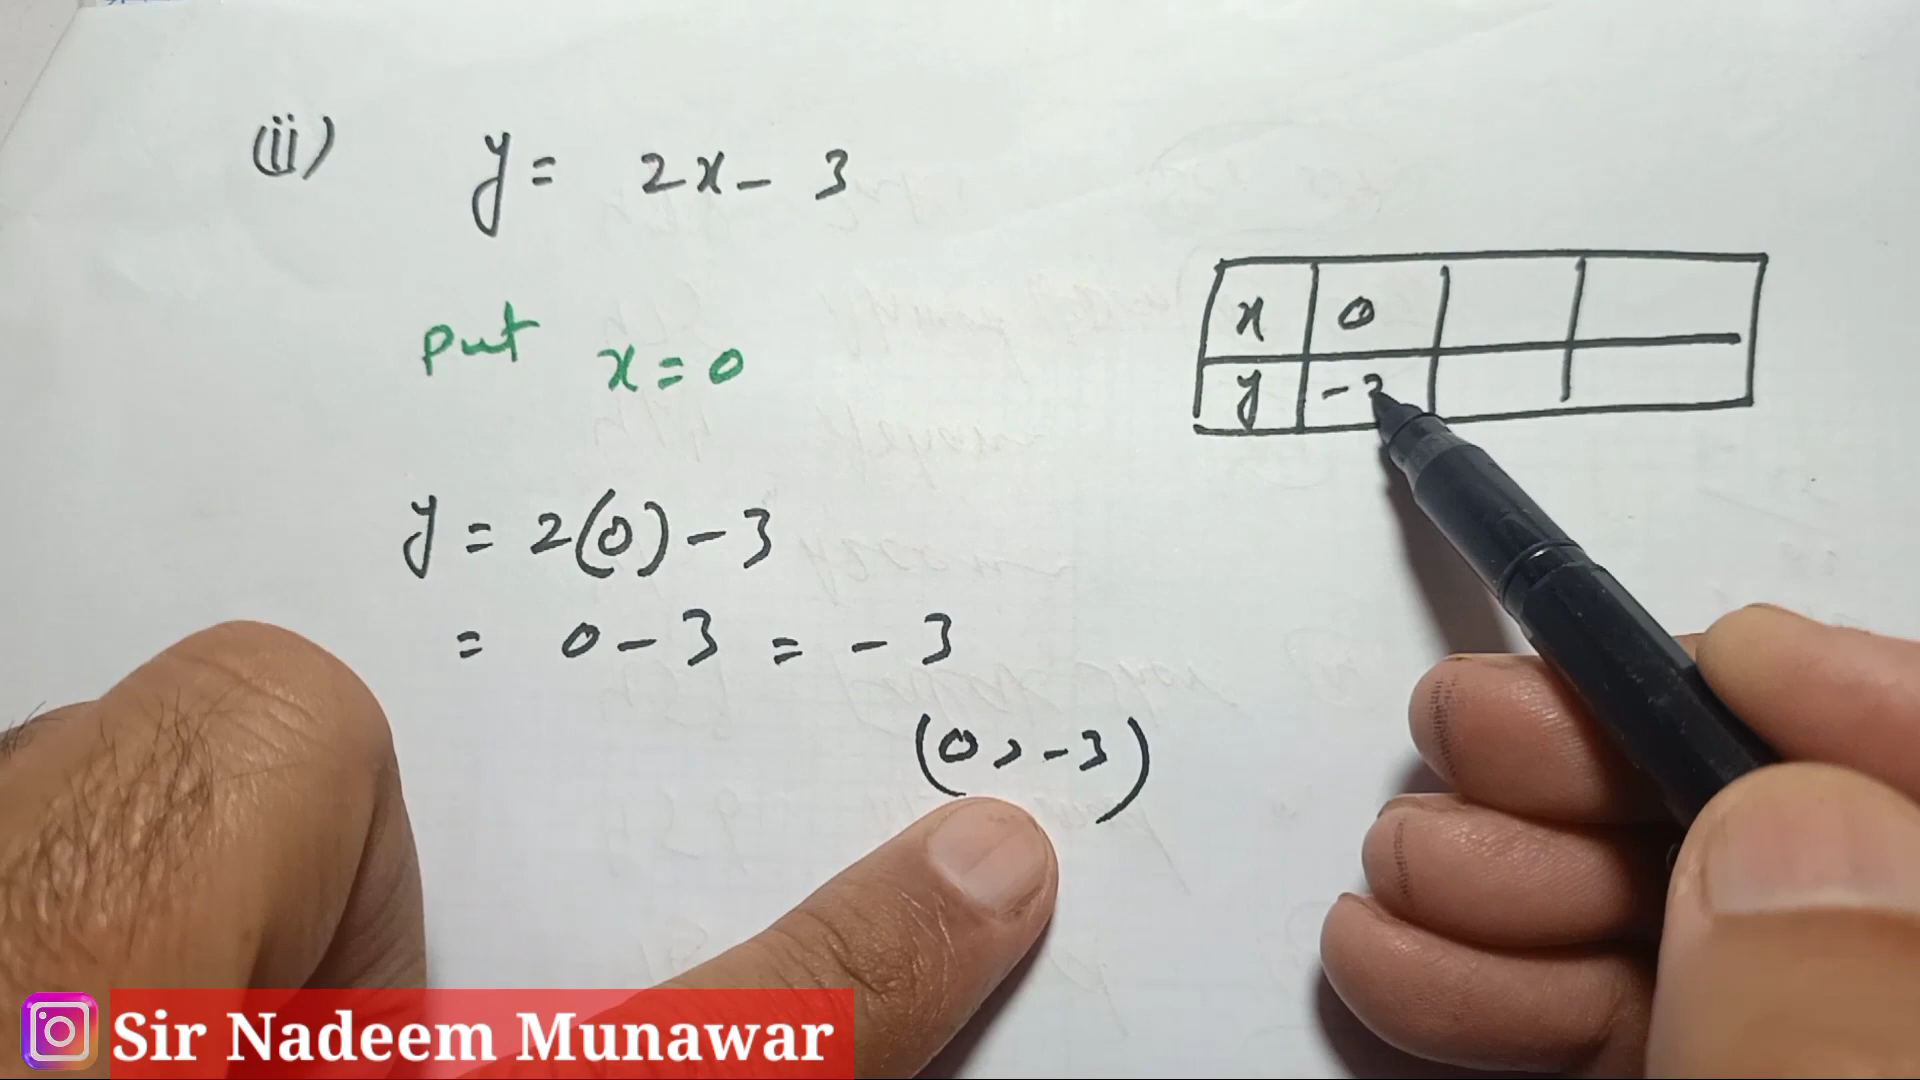 (ii) y = 2x - 3
put x = 0
x 0
y -3
y = 2(0) - 3
= 0 - 3 = - 3
(0, -3)
Sir Nadeem Munawar